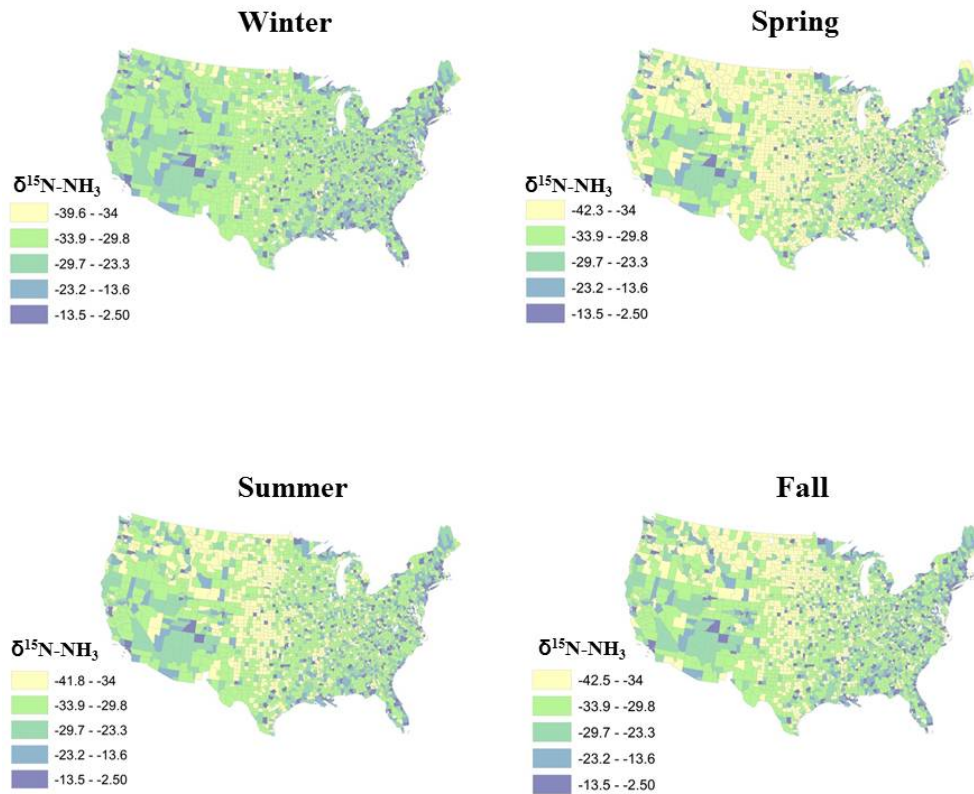 Winter
δ¹⁵N-NH₃
-39.6 - -34
-33.9 - -29.8
-29.7 - -23.3
-23.2 - -13.6
-13.5 - -2.50
Spring
δ¹⁵N-NH₃
-42.3 - -34
-33.9 - -29.8
-29.7 - -23.3
-23.2 - -13.6
-13.5 - -2.50
Summer
δ¹⁵N-NH₃
-41.8 - -34
-33.9 - -29.8
-29.7 - -23.3
-23.2 - -13.6
-13.5 - -2.50
Fall
δ¹⁵N-NH₃
-42.5 - -34
-33.9 - -29.8
-29.7 - -23.3
-23.2 - -13.6
-13.5 - -2.50